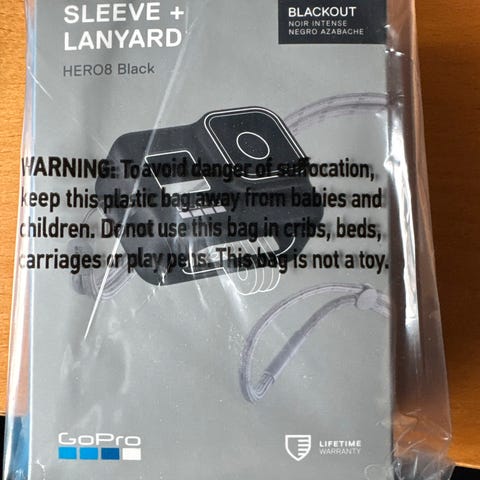 SLEEVE +
LANYARD
HERO8 Black
BLACKOUT
NOIR INTENSE
NEGRO AZABACHE
WARNING: To avoid danger of suffocation,
keep this plastic bag away from babies and
children. Do not use this bag in cribs, beds,
carriages or play pens. This bag is not a toy.
GoPro
LIFETIME
WARRANTY